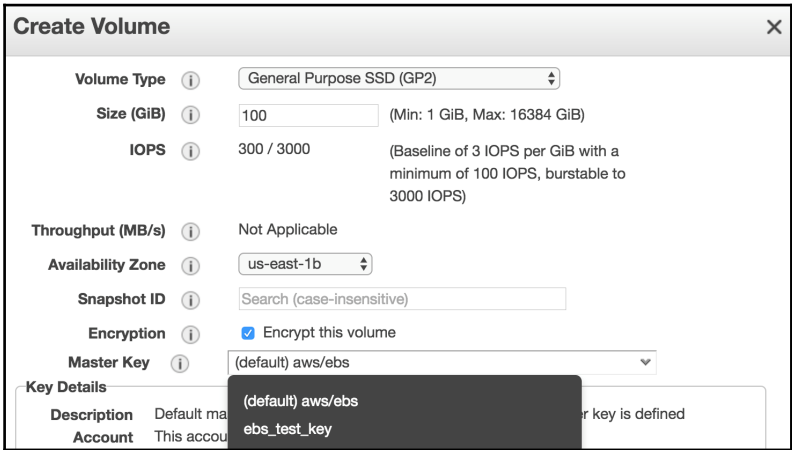 Create Volume
Volume Type General Purpose SSD (GP2)
Size (GiB) 100 (Min: 1 GiB, Max: 16384 GiB)
IOPS 300 / 3000 (Baseline of 3 IOPS per GiB with a
minimum of 100 IOPS, burstable to
3000 IOPS)
Throughput (MB/s) Not Applicable
Availability Zone us-east-1b
Snapshot ID Search (case-insensitive)
Encryption Encrypt this volume
Master Key (default) aws/ebs
Key Details
(default) aws/ebs
Description Default key is defined
ebs_test_key
Account This